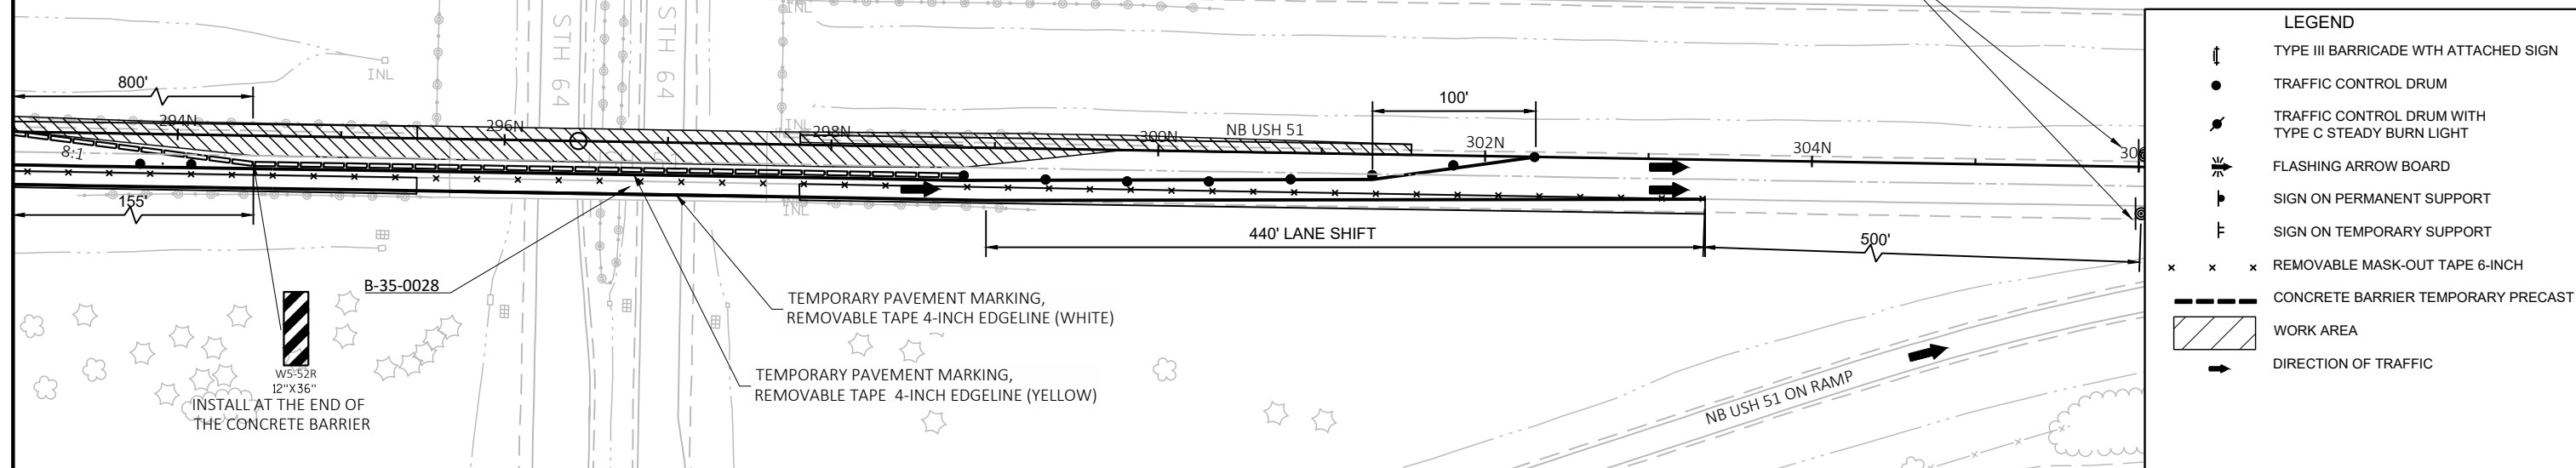 INL
STH 64
STH 64
INL
800'
100'
294N
296N
INL
298N
300N
NB USH 51
302N
304N
30
8:1
155'
INL
440' LANE SHIFT
500'
B-35-0028
TEMPORARY PAVEMENT MARKING,
REMOVABLE TAPE 4-INCH EDGELINE (WHITE)
TEMPORARY PAVEMENT MARKING,
REMOVABLE TAPE 4-INCH EDGELINE (YELLOW)
W5-52R
12"X36"
INSTALL AT THE END OF
THE CONCRETE BARRIER
NB USH 51 ON RAMP
LEGEND
TYPE III BARRICADE WTH ATTACHED SIGN
TRAFFIC CONTROL DRUM
TRAFFIC CONTROL DRUM WITH
TYPE C STEADY BURN LIGHT
FLASHING ARROW BOARD
SIGN ON PERMANENT SUPPORT
SIGN ON TEMPORARY SUPPORT
REMOVABLE MASK-OUT TAPE 6-INCH
CONCRETE BARRIER TEMPORARY PRECAST
WORK AREA
DIRECTION OF TRAFFIC